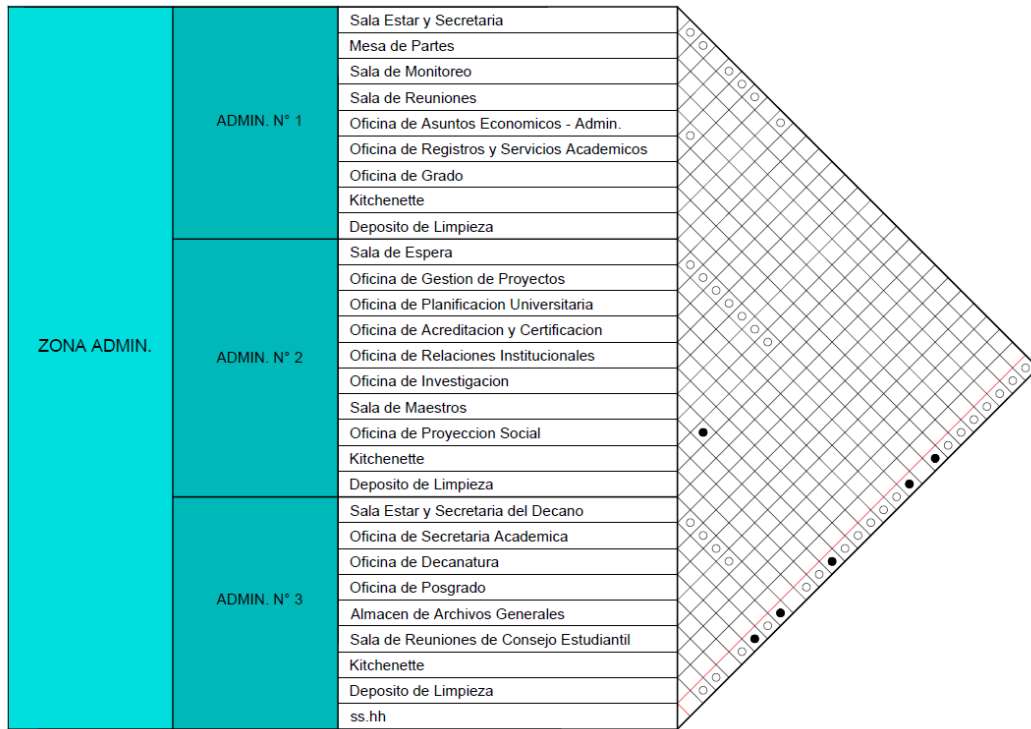 ZONA ADMIN.
ADMIN. N° 1
Sala Estar y Secretaria
Mesa de Partes
Sala de Monitoreo
Sala de Reuniones
Oficina de Asuntos Economicos - Admin.
Oficina de Registros y Servicios Academicos
Oficina de Grado
Kitchenette
Deposito de Limpieza
ADMIN. N° 2
Sala de Espera
Oficina de Gestion de Proyectos
Oficina de Planificacion Universitaria
Oficina de Acreditacion y Certificacion
Oficina de Relaciones Institucionales
Oficina de Investigacion
Sala de Maestros
Oficina de Proyeccion Social
Kitchenette
Deposito de Limpieza
ADMIN. N° 3
Sala Estar y Secretaria del Decano
Oficina de Secretaria Academica
Oficina de Decanatura
Oficina de Posgrado
Almacen de Archivos Generales
Sala de Reuniones de Consejo Estudiantil
Kitchenette
Deposito de Limpieza
ss.hh